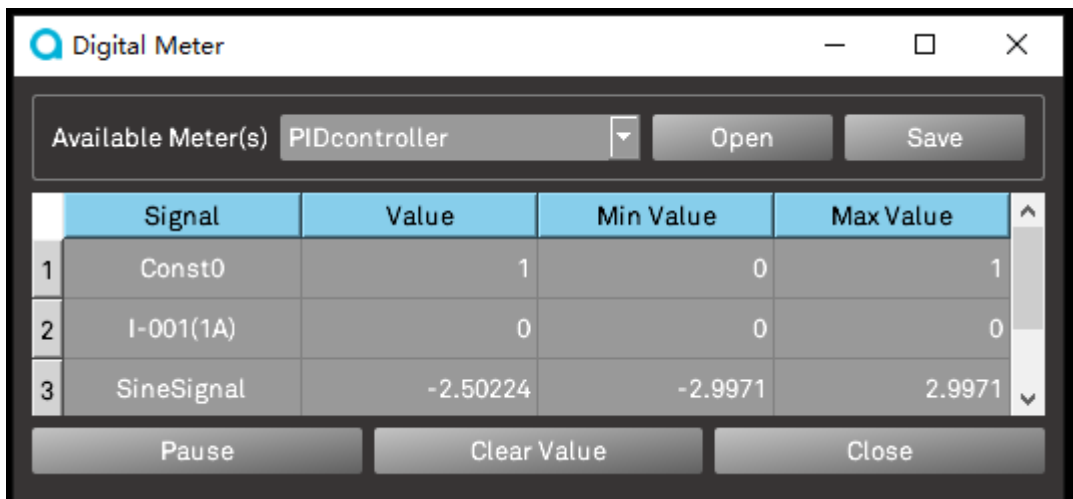 Digital Meter
Available Meter(s) PIDcontroller Open Save
Signal Value Min Value Max Value
1 Const0 1 0 1
2 I-001(1A) 0 0 0
3 SineSignal -2.50224 -2.9971 2.9971
Pause Clear Value Close